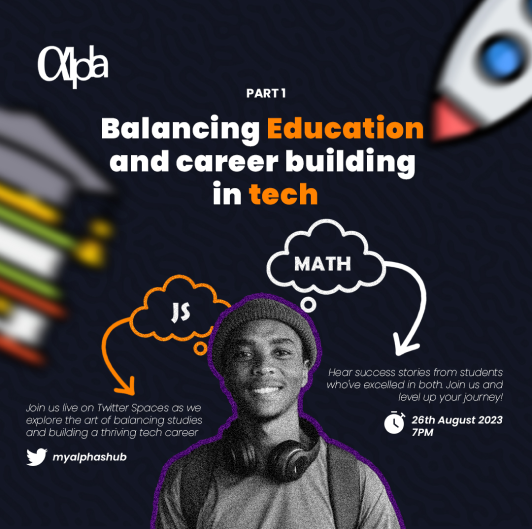 α1pha
PART 1
Balancing Education
and career building
in tech
MATH
JS
Hear success stories from students
who've excelled in both. Join us and
level up your journey!
26th August 2023
7PM
Join us live on Twitter Spaces as we
explore the art of balancing studies
and building a thriving tech career
myalphashub